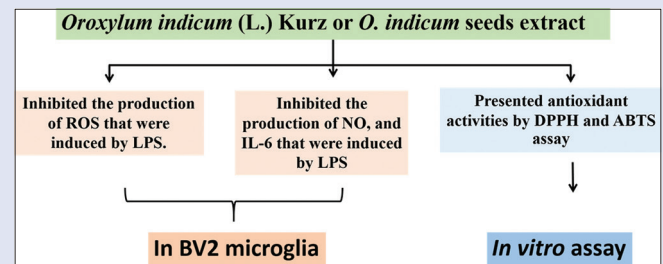 Oroxylum indicum (L.) Kurz or O. indicum seeds extract
Inhibited the production
of ROS that were
induced by LPS.
Inhibited the
production of NO, and
IL-6 that were induced
by LPS
Presented antioxidant
activities by DPPH and ABTS
assay
In BV2 microglia
In vitro assay